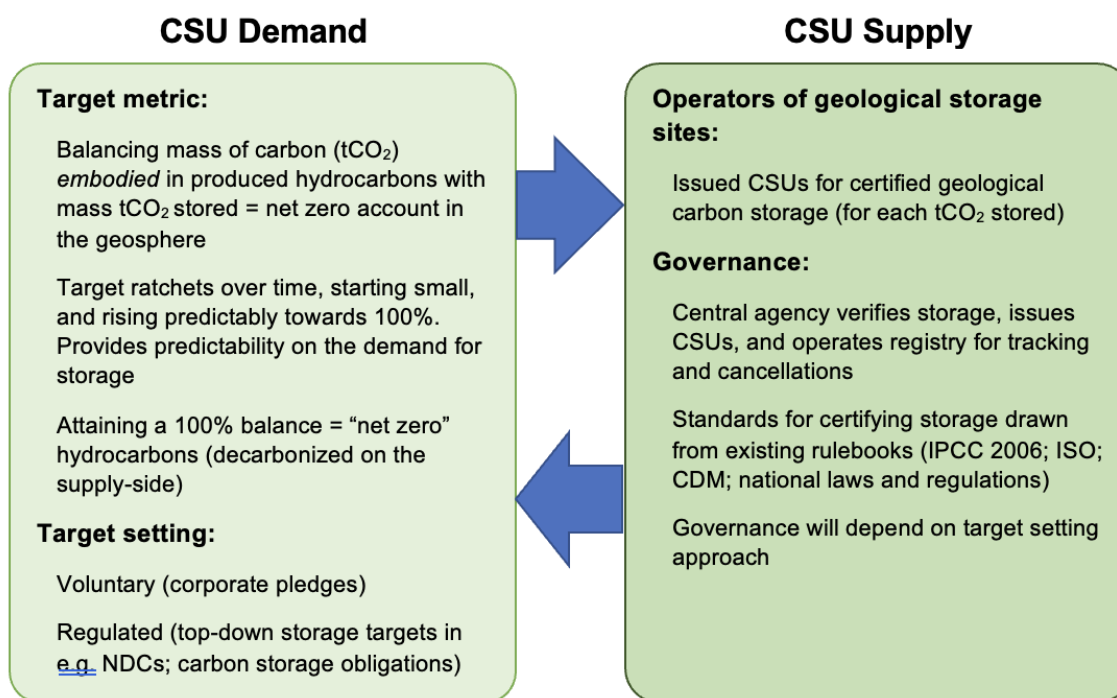 CSU Demand
Target metric:
Balancing mass of carbon (tCO₂)
embodied in produced hydrocarbons with
mass tCO₂ stored = net zero account in
the geosphere
Target ratchets over time, starting small,
and rising predictably towards 100%.
Provides predictability on the demand for
storage
Attaining a 100% balance = “net zero”
hydrocarbons (decarbonized on the
supply-side)
Target setting:
Voluntary (corporate pledges)
Regulated (top-down storage targets in
e.g. NDCs; carbon storage obligations)
CSU Supply
Operators of geological storage
sites:
Issued CSUs for certified geological
carbon storage (for each tCO₂ stored)
Governance:
Central agency verifies storage, issues
CSUs, and operates registry for tracking
and cancellations
Standards for certifying storage drawn
from existing rulebooks (IPCC 2006; ISO;
CDM; national laws and regulations)
Governance will depend on target setting
approach